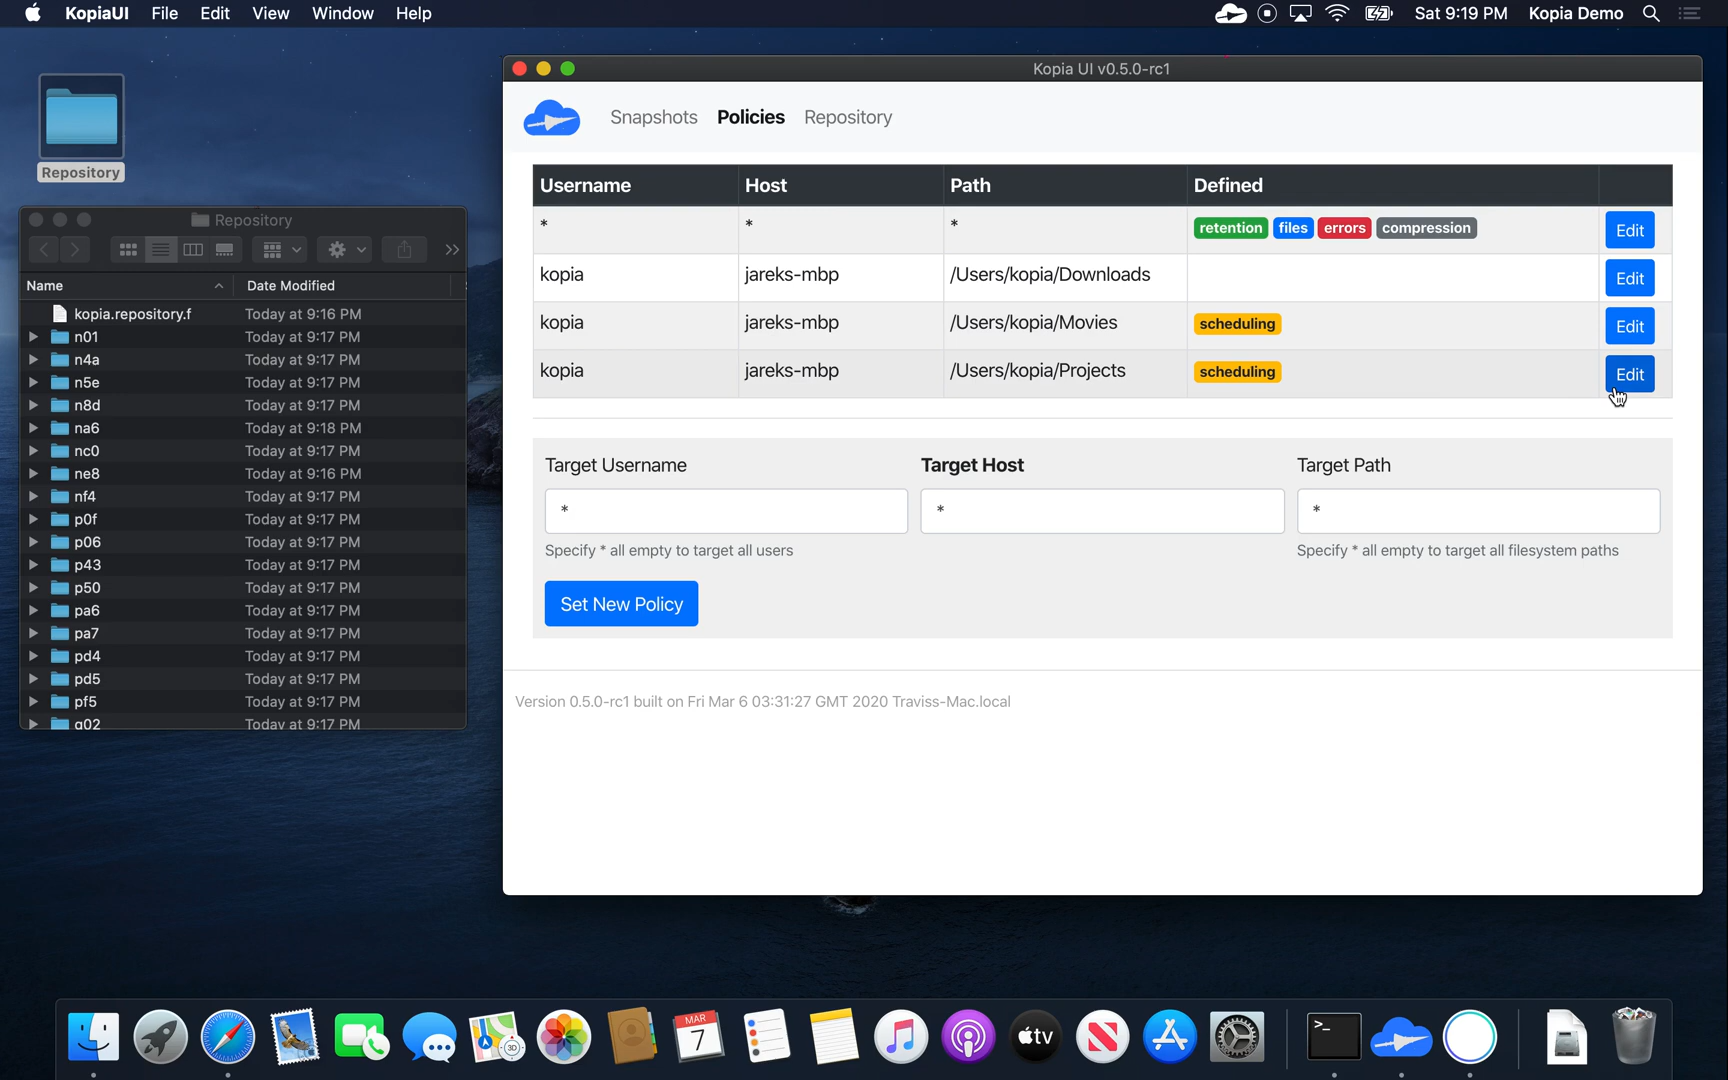 KopiaUI File Edit View Window Help
Sat 9:19 PM Kopia Demo
Repository
Repository
Name Date Modified
kopia.repository.f Today at 9:16 PM
n01 Today at 9:17 PM
n4a Today at 9:17 PM
n5e Today at 9:17 PM
n8d Today at 9:17 PM
na6 Today at 9:18 PM
nc0 Today at 9:17 PM
ne8 Today at 9:16 PM
nf4 Today at 9:17 PM
p0f Today at 9:17 PM
p06 Today at 9:17 PM
p43 Today at 9:17 PM
p50 Today at 9:17 PM
pa6 Today at 9:17 PM
pa7 Today at 9:17 PM
pd4 Today at 9:17 PM
pd5 Today at 9:17 PM
pf5 Today at 9:17 PM
q02 Today at 9:17 PM
Kopia UI v0.5.0-rc1
Snapshots Policies Repository
Username Host Path Defined
* * * retention files errors compression Edit
kopia jareks-mbp /Users/kopia/Downloads Edit
kopia jareks-mbp /Users/kopia/Movies scheduling Edit
kopia jareks-mbp /Users/kopia/Projects scheduling Edit
Target Username Target Host Target Path
* * *
Specify * all empty to target all users Specify * all empty to target all filesystem paths
Set New Policy
Version 0.5.0-rc1 built on Fri Mar 6 03:31:27 GMT 2020 Traviss-Mac.local
3D
MAR
7
tv
>_